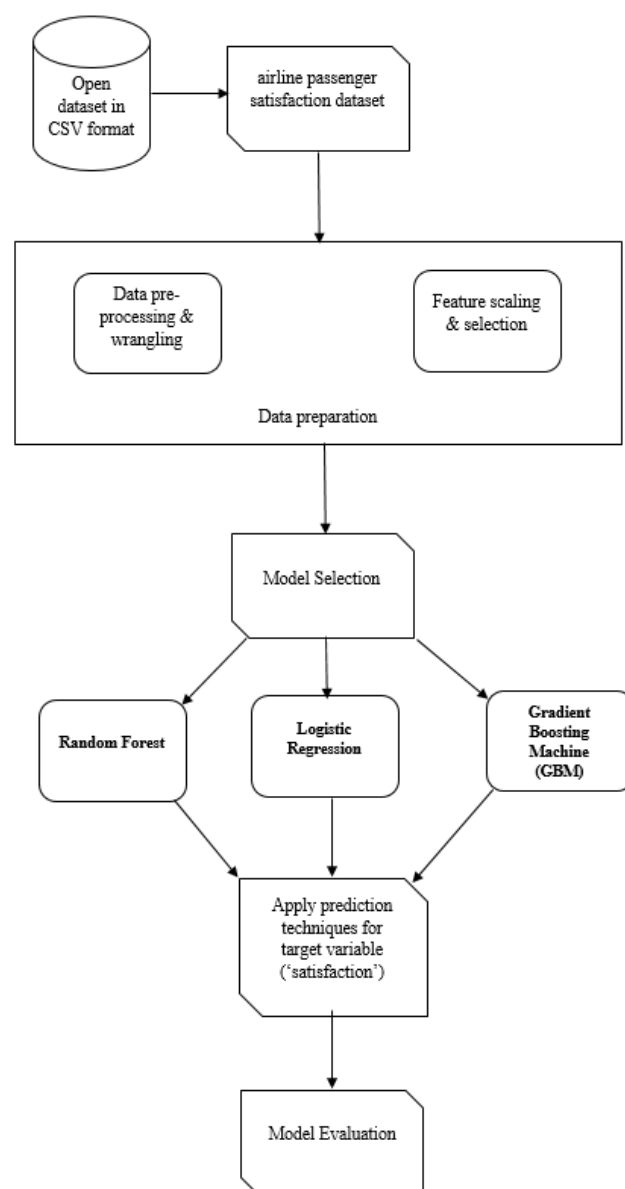 Open
dataset in
CSV format
airline passenger
satisfaction dataset
Data pre-
processing &
wrangling
Feature scaling
& selection
Data preparation
Model Selection
Random Forest
Logistic
Regression
Gradient
Boosting
Machine
(GBM)
Apply prediction
techniques for
target variable
(‘satisfaction’)
Model Evaluation